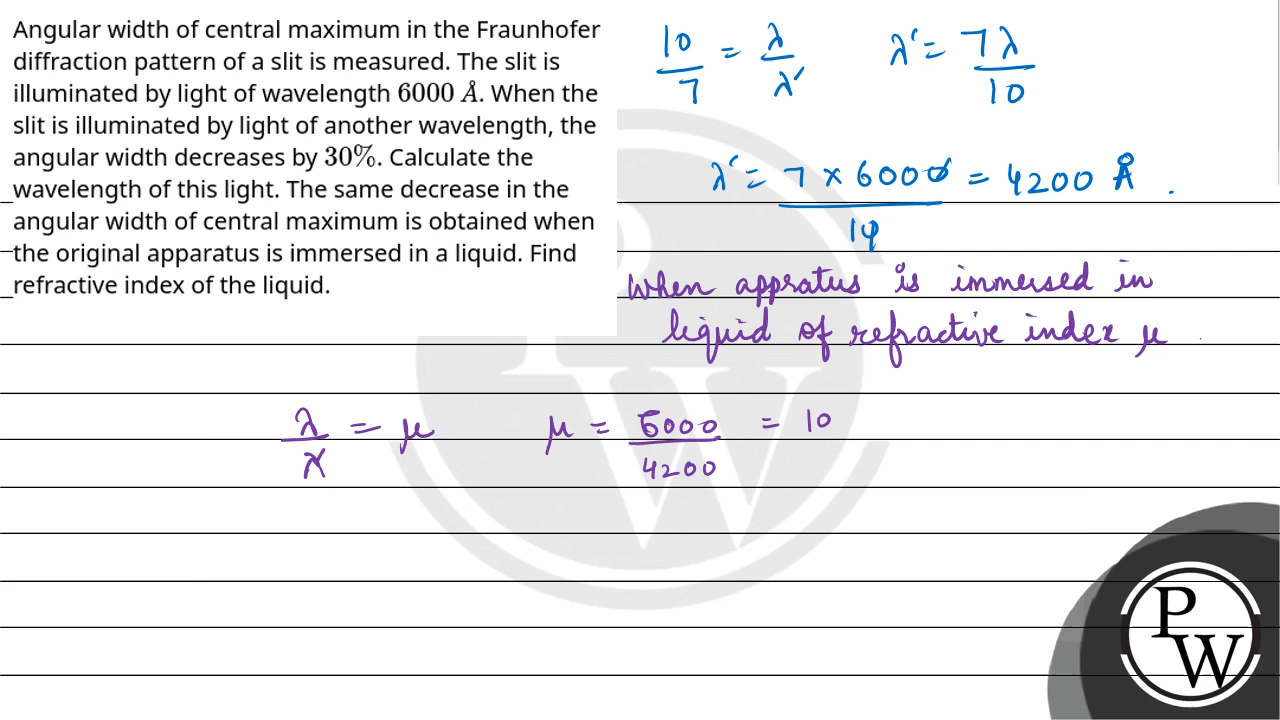 Angular width of central maximum in the Fraunhofer
diffraction pattern of a slit is measured. The slit is
illuminated by light of wavelength 6000 Å. When the
slit is illuminated by light of another wavelength, the
angular width decreases by 30%. Calculate the
wavelength of this light. The same decrease in the
angular width of central maximum is obtained when
the original apparatus is immersed in a liquid. Find
refractive index of the liquid.
10/7 = λ/λ′ λ′ = 7λ/10
λ′ = 7 × 6000/10 = 4200 Å .
When appratus is immersed in
liquid of refractive index μ .
λ/λ′ = μ μ = 6000/4200 = 10
PW